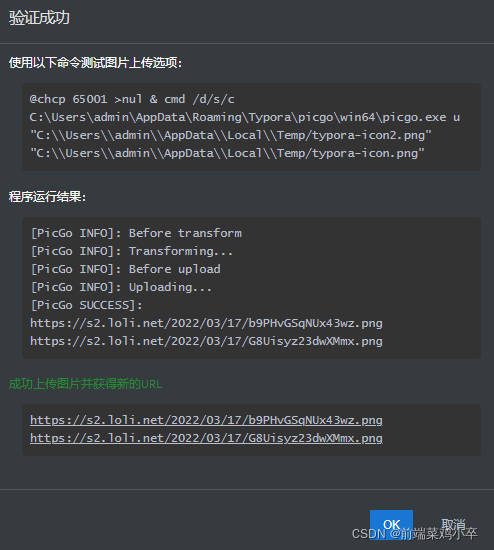 验证成功
使用以下命令测试图片上传选项:
@chcp 65001 >nul & cmd /d/s/c
C:\Users\admin\AppData\Roaming\Typora\picgo\win64\picgo.exe u
"C:\\Users\\admin\\AppData\\Local\\Temp/typora-icon2.png"
"C:\\Users\\admin\\AppData\\Local\\Temp/typora-icon.png"
程序运行结果:
[PicGo INFO]: Before transform
[PicGo INFO]: Transforming...
[PicGo INFO]: Before upload
[PicGo INFO]: Uploading...
[PicGo SUCCESS]:
https://s2.loli.net/2022/03/17/b9PHvGSqNUx43wz.png
https://s2.loli.net/2022/03/17/G8Uisyz23dwXMmx.png
成功上传图片并获得新的URL
https://s2.loli.net/2022/03/17/b9PHvGSqNUx43wz.png
https://s2.loli.net/2022/03/17/G8Uisyz23dwXMmx.png
OK 取消
CSDN @前端菜鸡小卒